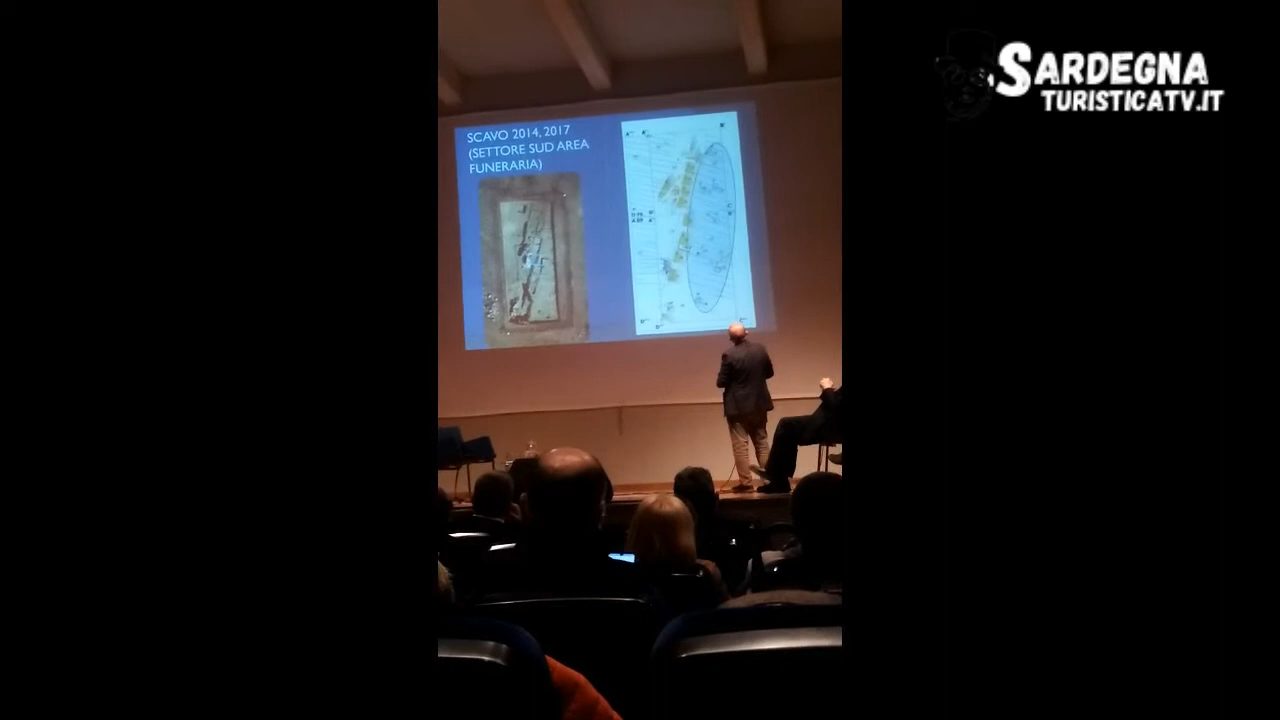 SCAVO 2014, 2017
(SETTORE SUD AREA
FUNERARIA)
SARDEGNA
TURISTICATV.IT